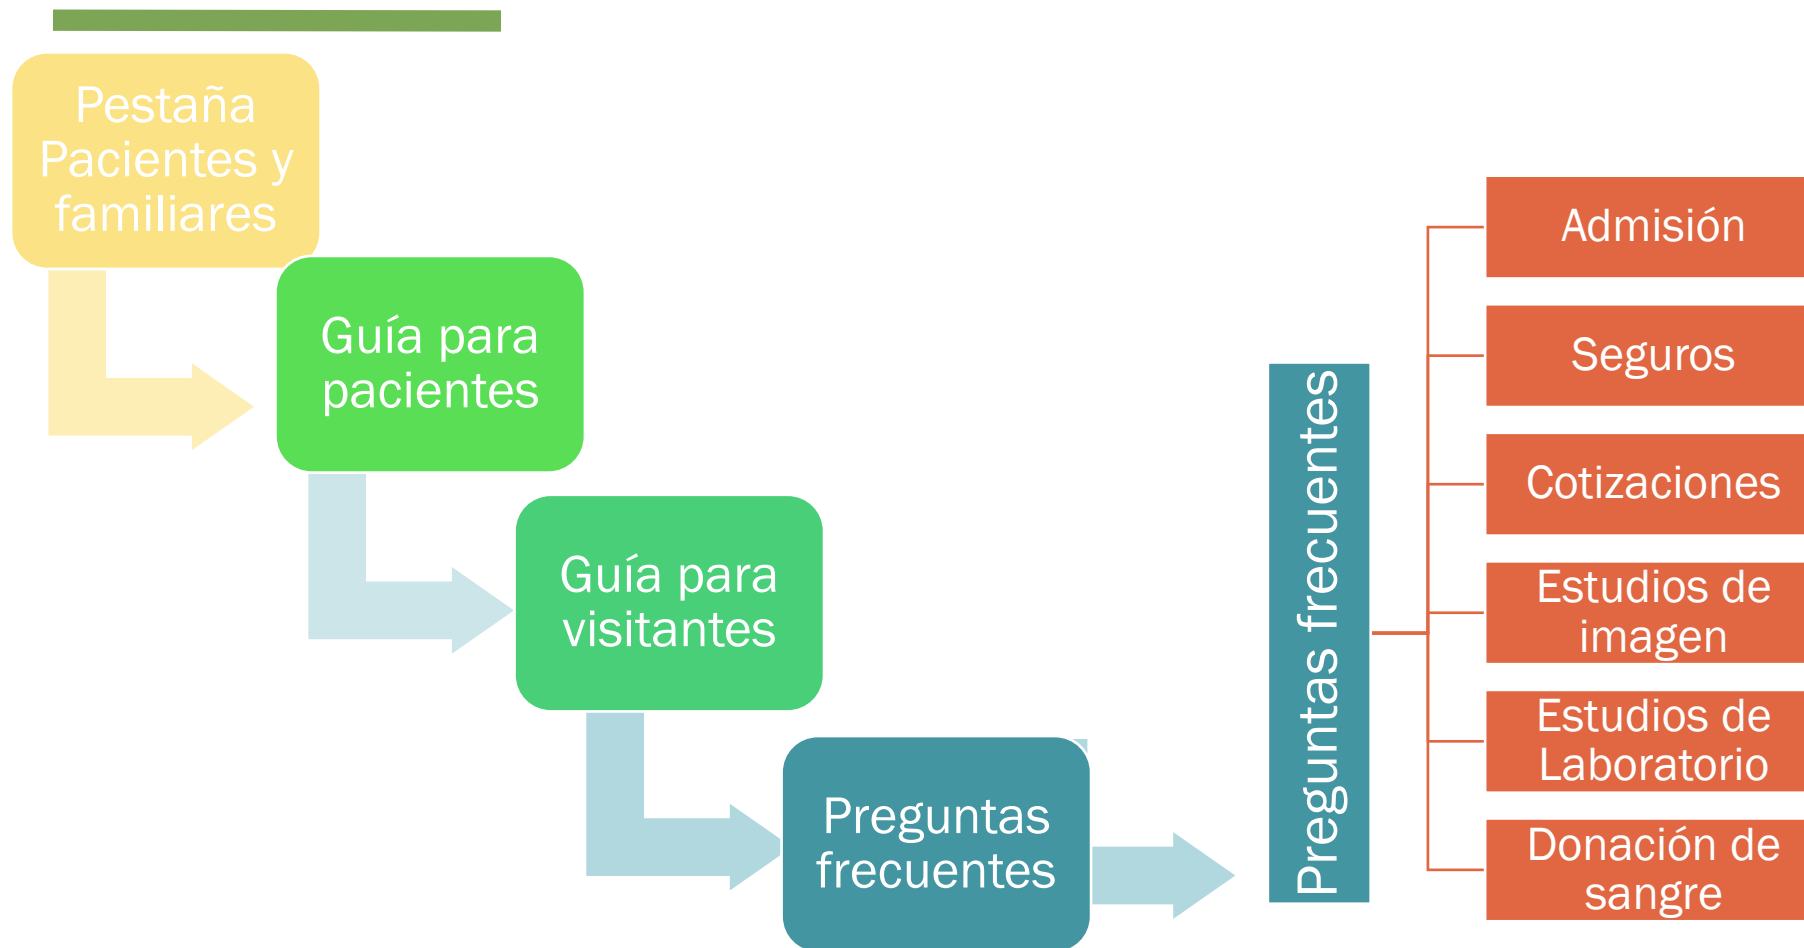 Pestaña
Pacientes y
familiares
Guía para
pacientes
Guía para
visitantes
Preguntas
frecuentes
Preguntas frecuentes
Admisión
Seguros
Cotizaciones
Estudios de
imagen
Estudios de
Laboratorio
Donación de
sangre